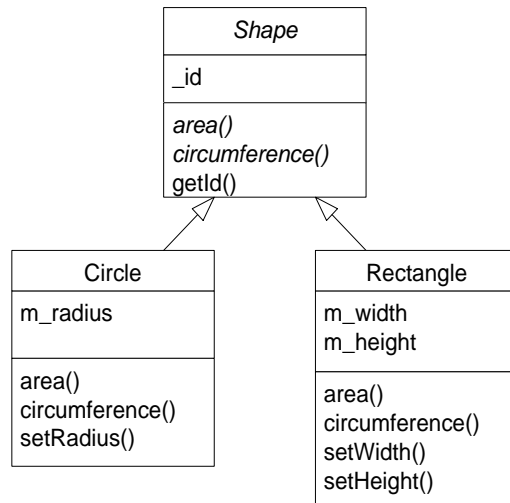 Shape
_id
area()
circumference()
getId()
Circle
m_radius
area()
circumference()
setRadius()
Rectangle
m_width
m_height
area()
circumference()
setWidth()
setHeight()